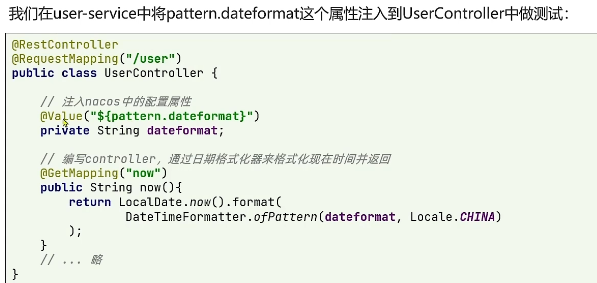 我们在user-service中将pattern.dateformat这个属性注入到UserController中做测试：
@RestController
@RequestMapping("/user")
public class UserController {
// 注入nacos中的配置属性
@Value("${pattern.dateformat}")
private String dateformat;
// 编写controller，通过日期格式化器来格式化现在时间并返回
@GetMapping("now")
public String now(){
return LocalDate.now().format(
DateTimeFormatter.ofPattern(dateformat, Locale.CHINA)
);
}
// ... 略
}